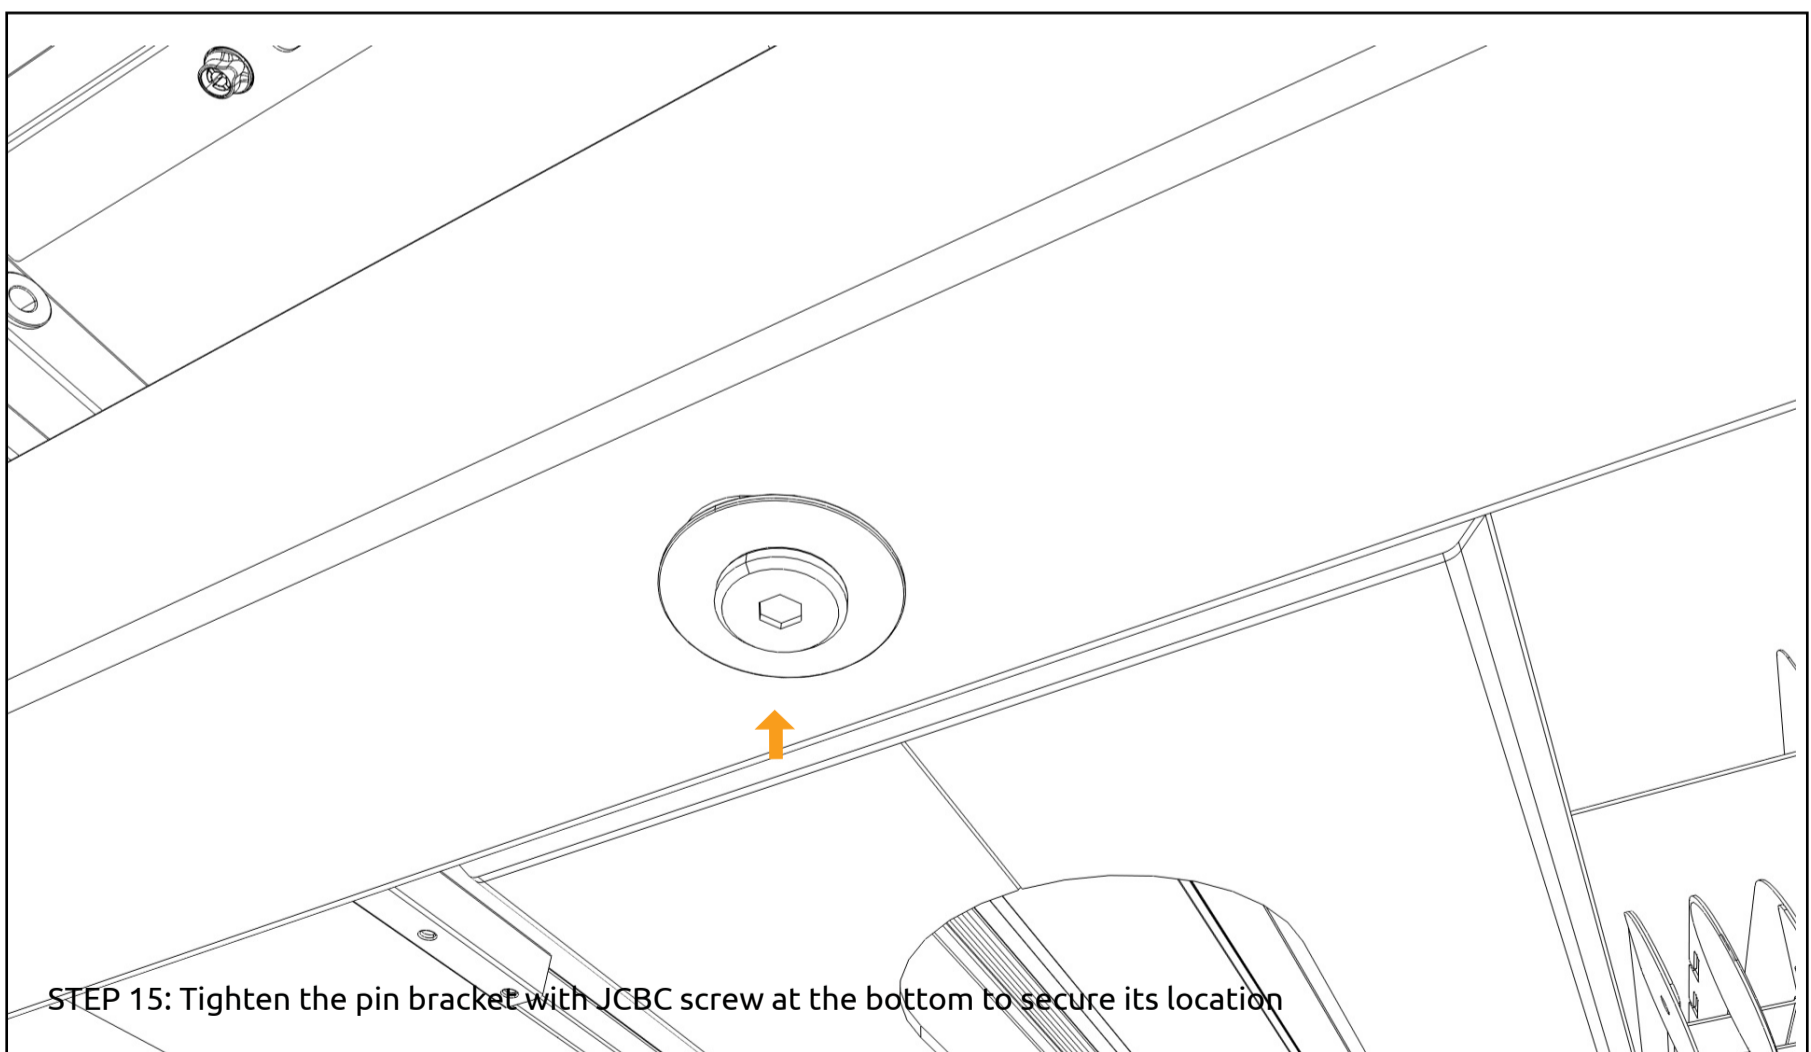 STEP 15: Tighten the pin bracket with JCBC screw at the bottom to secure its location